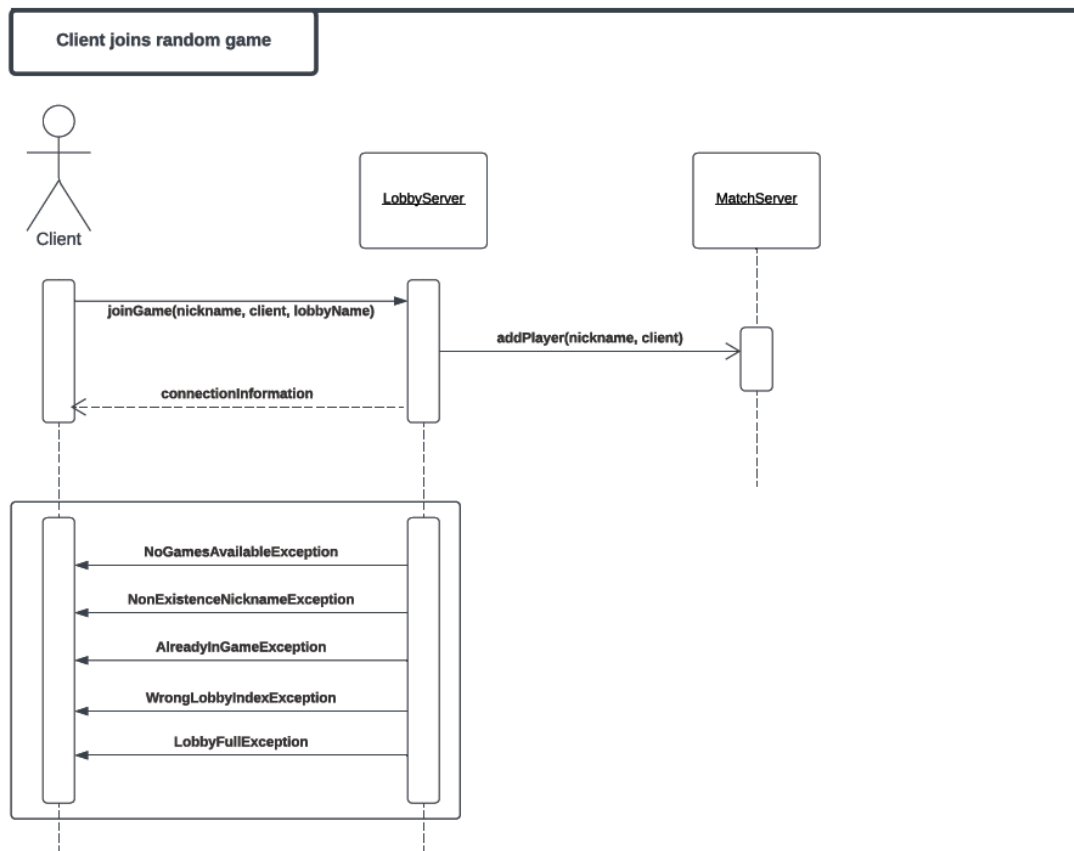 Client joins random game
Client
LobbyServer
MatchServer
joinGame(nickname, client, lobbyName)
addPlayer(nickname, client)
connectionInformation
NoGamesAvailableException
NonExistenceNicknameException
AlreadyInGameException
WrongLobbyIndexException
LobbyFullException